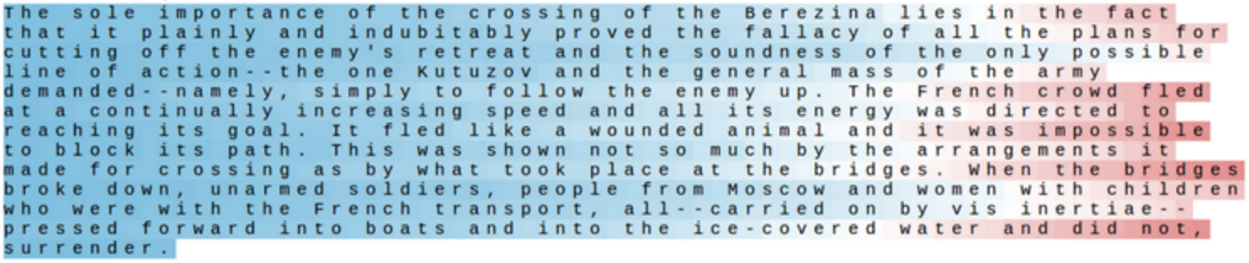 The sole importance of the crossing of the Berezina lies in the fact
that it plainly and indubitably proved the fallacy of all the plans for
cutting off the enemy's retreat and the soundness of the only possible
line of action--the one Kutuzov and the general mass of the army
demanded--namely, simply to follow the enemy up. The French crowd fled
at a continually increasing speed and all its energy was directed to
reaching its goal. It fled like a wounded animal and it was impossible
to block its path. This was shown not so much by the arrangements it
made for crossing as by what took place at the bridges. When the bridges
broke down, unarmed soldiers, people from Moscow and women with children
who were with the French transport, all--carried on by vis inertiae--
pressed forward into boats and into the ice-covered water and did not,
surrender.